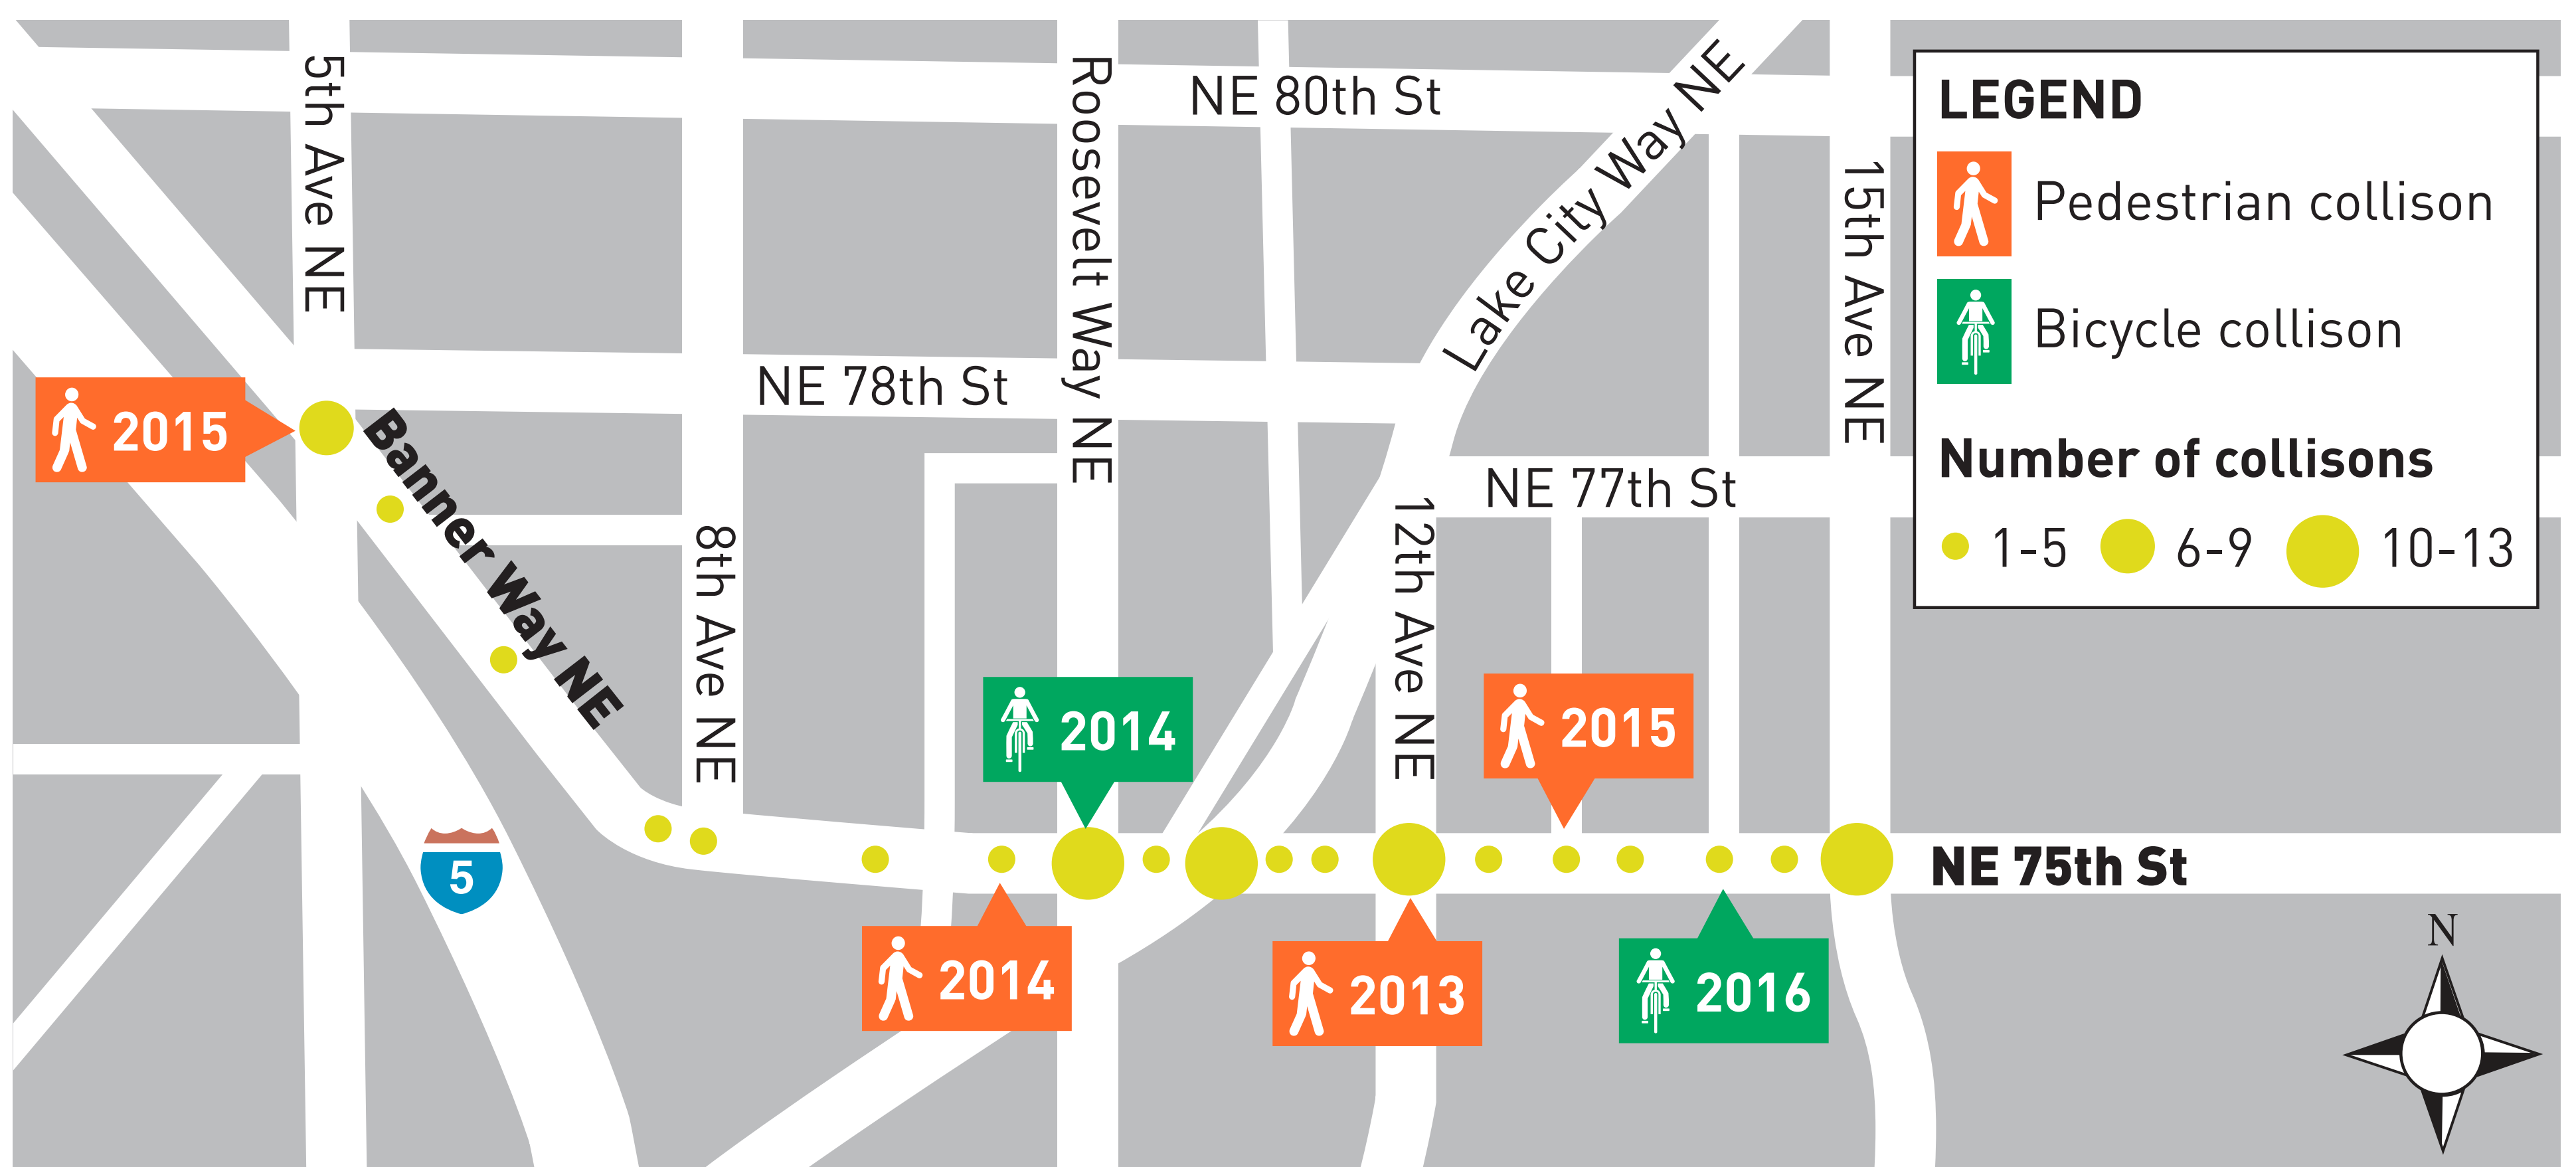 5th Ave NE
Roosevelt Way NE
NE 80th St
Lake City Way NE
15th Ave NE
LEGEND
Pedestrian collison
Bicycle collison
Number of collisons
1-5
6-9
10-13
NE 78th St
2015
Banner Way NE
NE 77th St
12th Ave NE
8th Ave NE
2014
2015
5
NE 75th St
2014
2013
2016
N